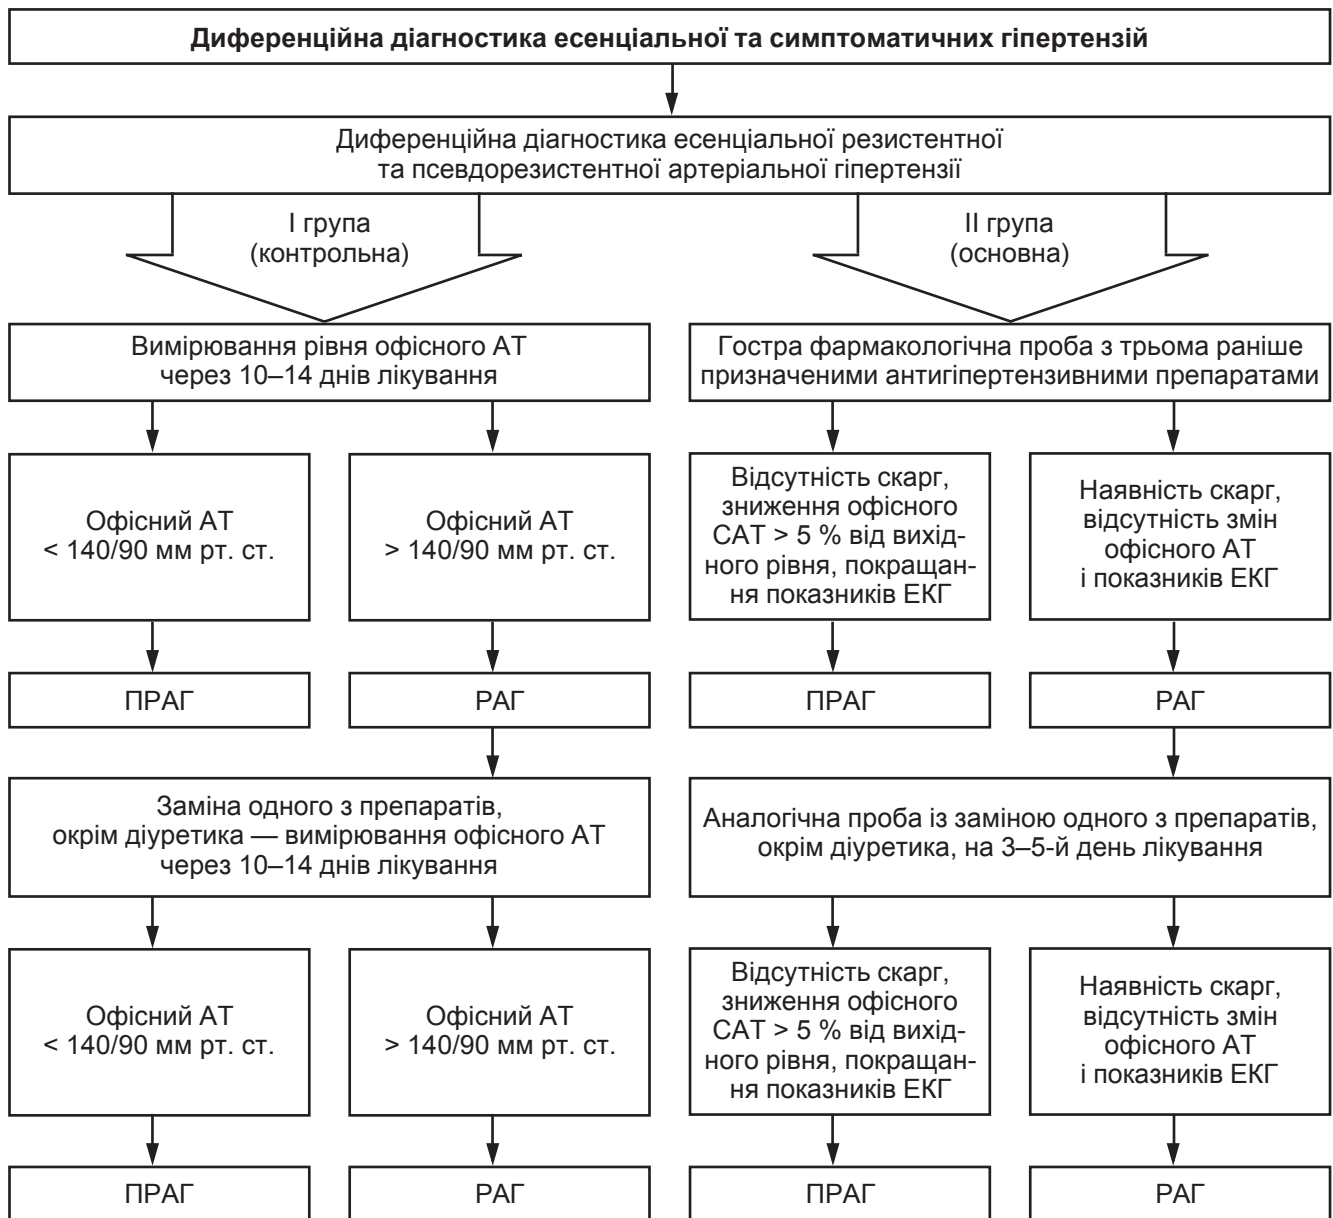 Диференційна діагностика есенціальної та симптоматичних гіпертензій
Диференційна діагностика есенціальної резистентної
та псевдорезистентної артеріальної гіпертензії
І група
(контрольна)
ІІ група
(основна)
Вимірювання рівня офісного АТ
через 10–14 днів лікування
Гостра фармакологічна проба з трьома раніше
призначеними антигіпертензивними препаратами
Офісний АТ
< 140/90 мм рт. ст.
Офісний АТ
> 140/90 мм рт. ст.
Відсутність скарг,
зниження офісного
САТ > 5 % від вихід-
ного рівня, покращан-
ня показників ЕКГ
Наявність скарг,
відсутність змін
офісного АТ
і показників ЕКГ
ПРАГ
РАГ
ПРАГ
РАГ
Заміна одного з препаратів,
окрім діуретика — вимірювання офісного АТ
через 10–14 днів лікування
Аналогічна проба із заміною одного з препаратів,
окрім діуретика, на 3–5-й день лікування
Офісний АТ
< 140/90 мм рт. ст.
Офісний АТ
> 140/90 мм рт. ст.
Відсутність скарг,
зниження офісного
САТ > 5 % від вихід-
ного рівня, покращан-
ня показників ЕКГ
Наявність скарг,
відсутність змін
офісного АТ
і показників ЕКГ
ПРАГ
РАГ
ПРАГ
РАГ